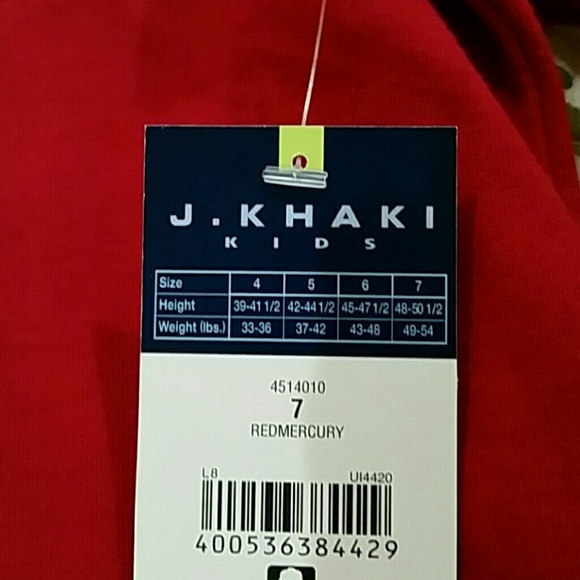 J.KHAKI
KIDS
Size 4 5 6 7
Height 39-41 1/2 42-44 1/2 45-47 1/2 48-50 1/2
Weight (lbs.) 33-36 37-42 43-48 49-54
4514010
7
REDMERCURY
L8 UI4420
400536384429